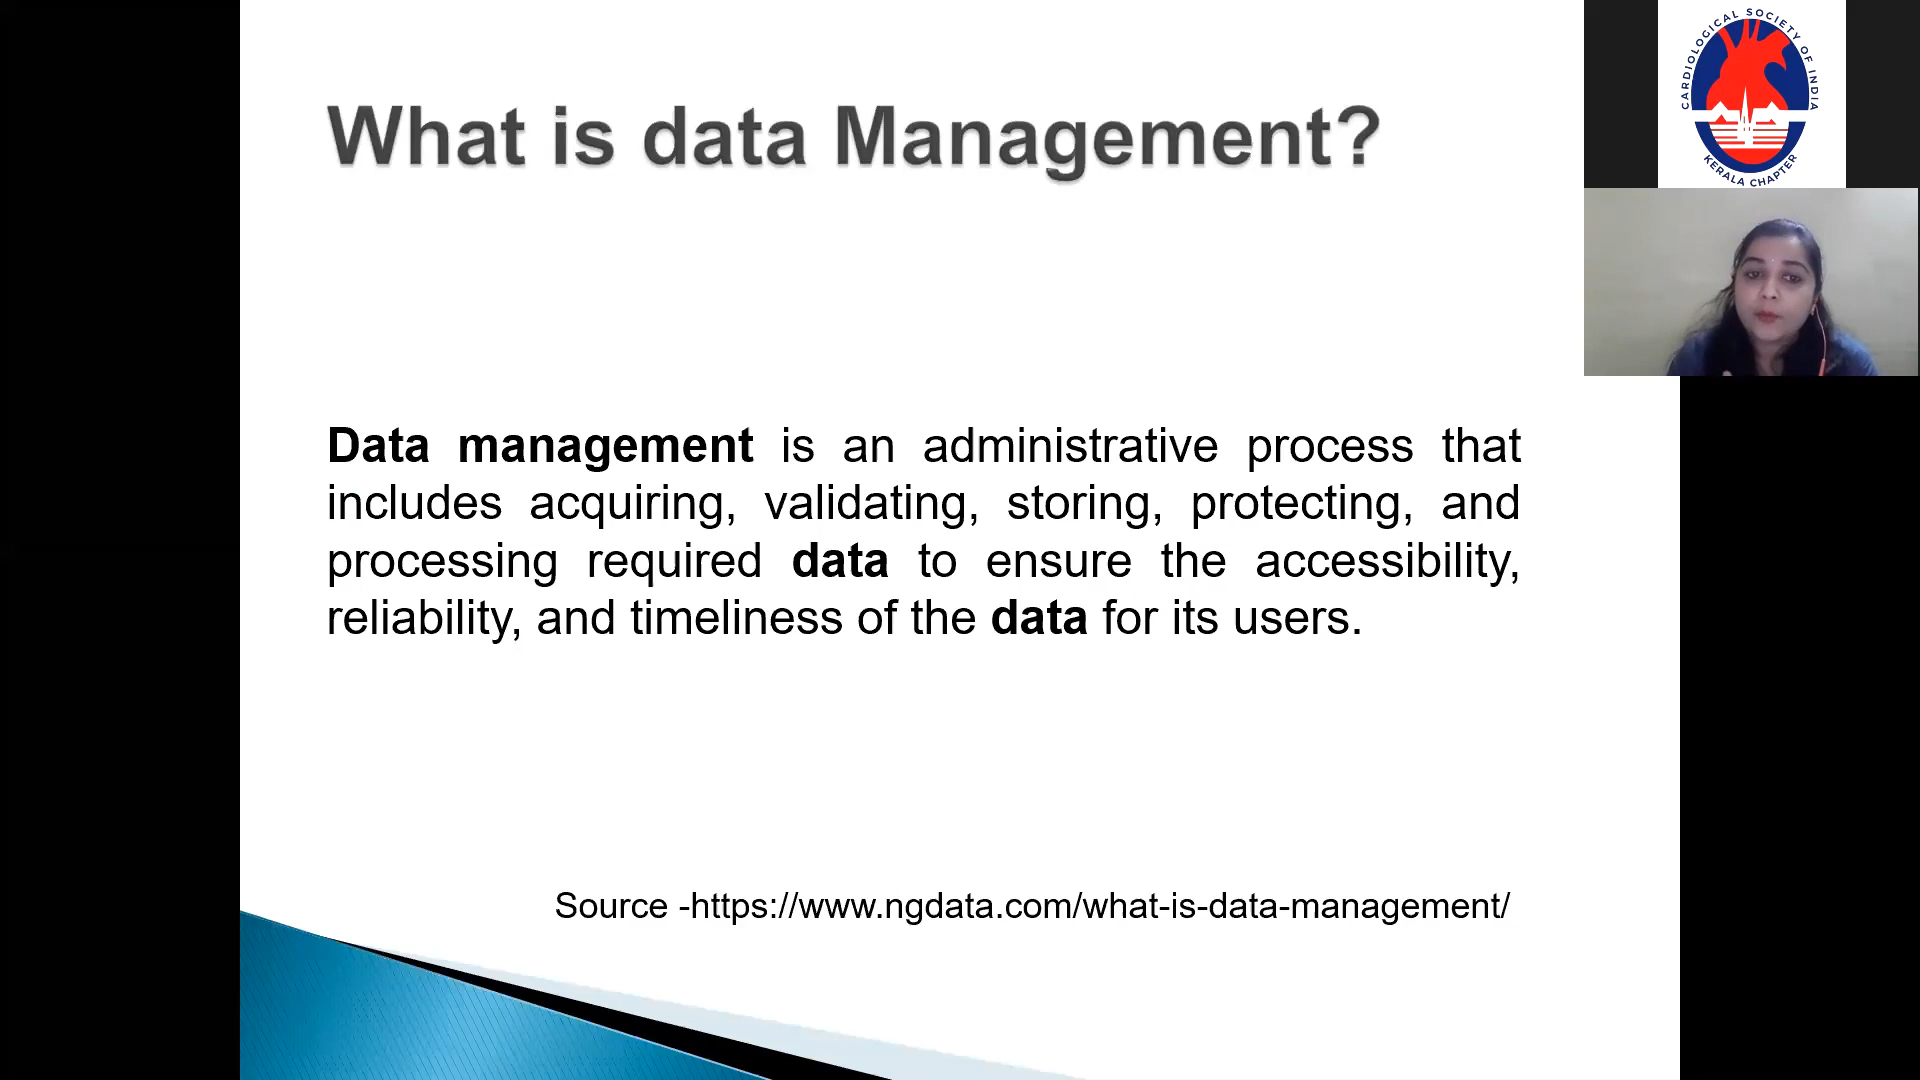 What is data Management?
Data management is an administrative process that
includes acquiring, validating, storing, protecting, and
processing required data to ensure the accessibility,
reliability, and timeliness of the data for its users.
Source -https://www.ngdata.com/what-is-data-management/
CARDIOLOGICAL SOCIETY OF INDIA
KERALA CHAPTER